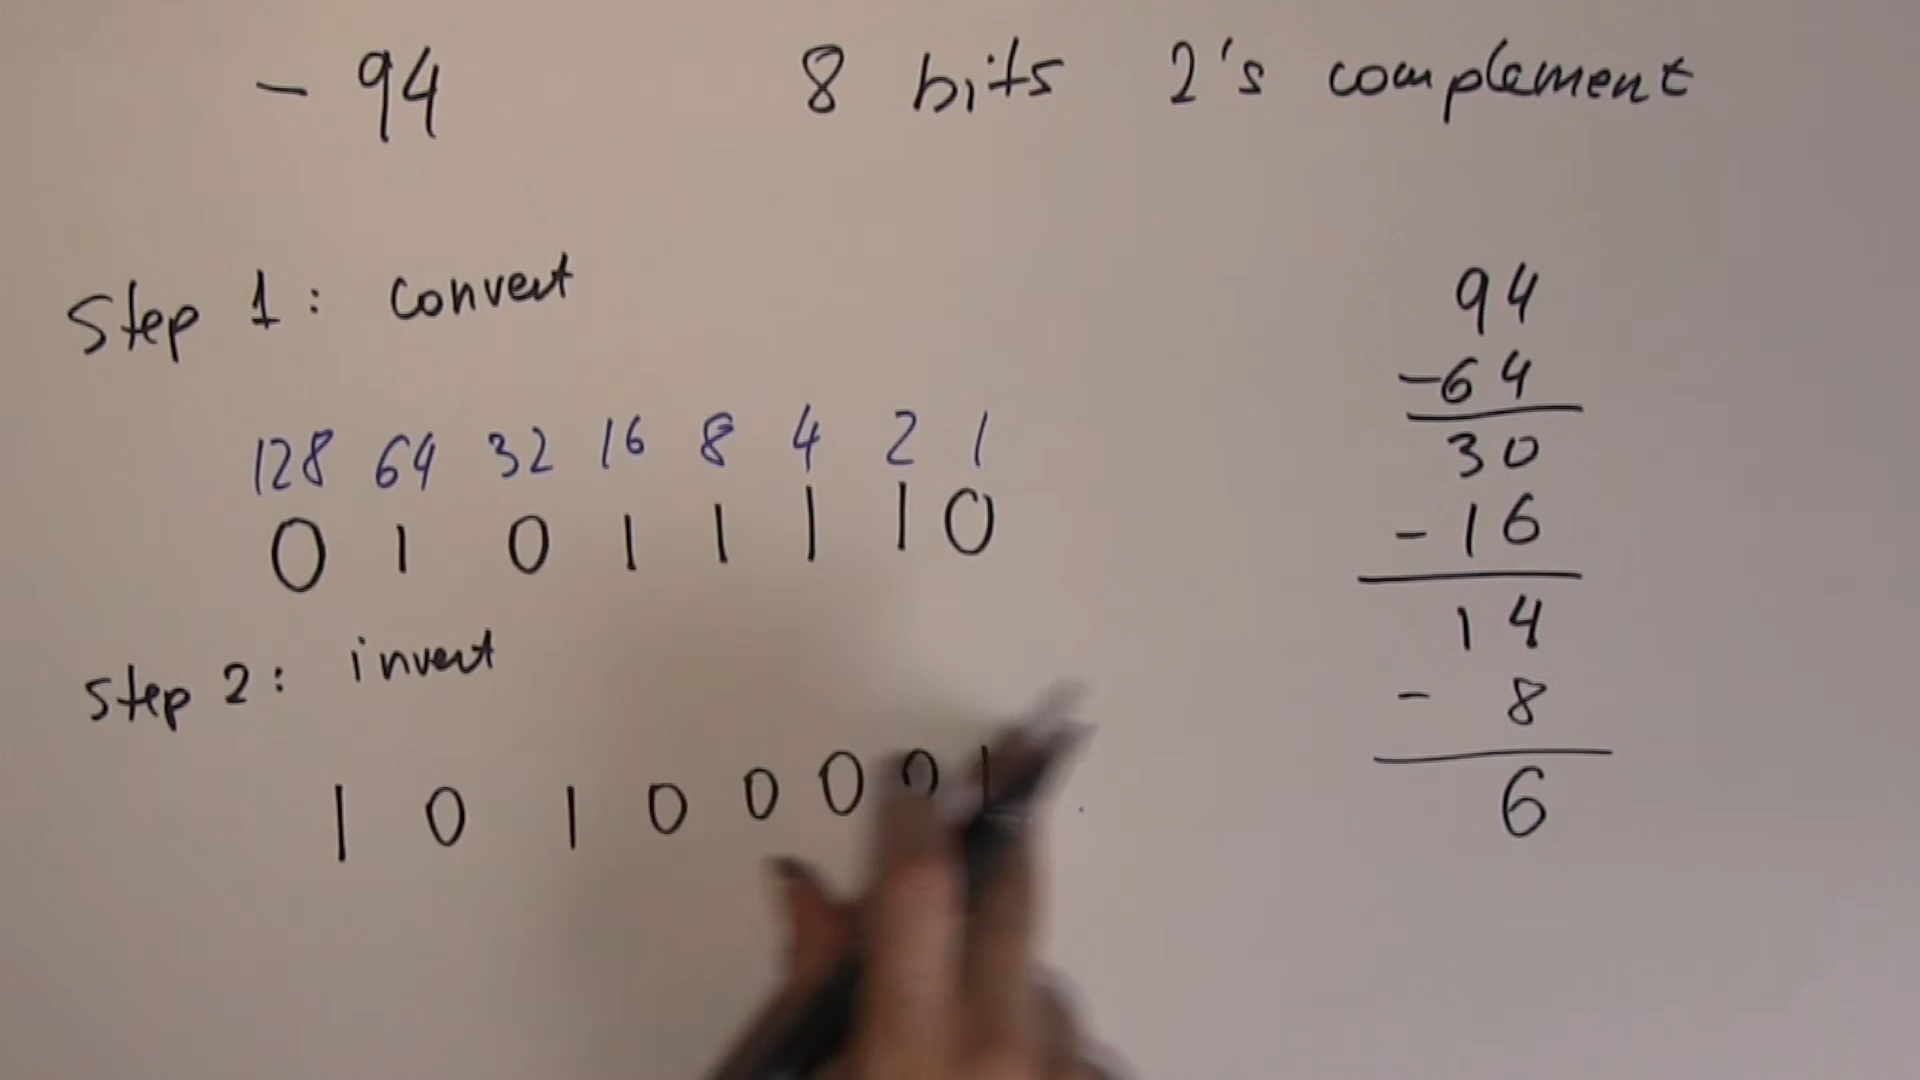 - 94 8 bits 2's complement
Step 1: convert
128 64 32 16 8 4 2 1
0 1 0 1 1 1 1 0
Step 2: invert
1 0 1 0 0 0 0 1
94
-64
30
- 16
14
- 8
6